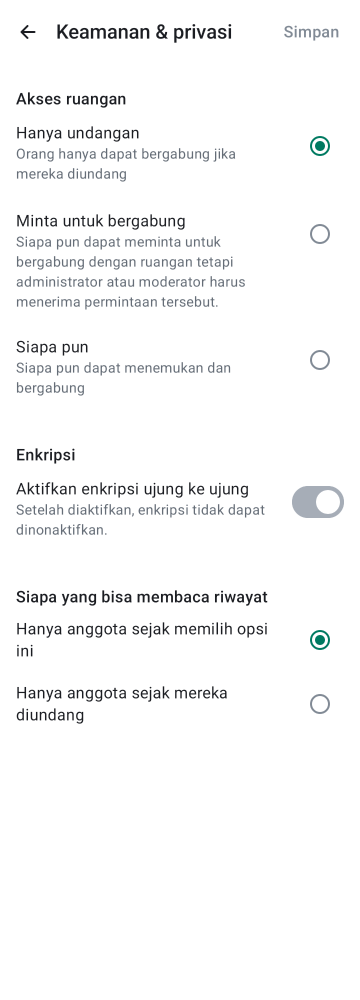 Keamanan & privasi
Simpan
Akses ruangan
Hanya undangan
Orang hanya dapat bergabung jika
mereka diundang
Minta untuk bergabung
Siapa pun dapat meminta untuk
bergabung dengan ruangan tetapi
administrator atau moderator harus
menerima permintaan tersebut.
Siapa pun
Siapa pun dapat menemukan dan
bergabung
Enkripsi
Aktifkan enkripsi ujung ke ujung
Setelah diaktifkan, enkripsi tidak dapat
dinonaktifkan.
Siapa yang bisa membaca riwayat
Hanya anggota sejak memilih opsi
ini
Hanya anggota sejak mereka
diundang